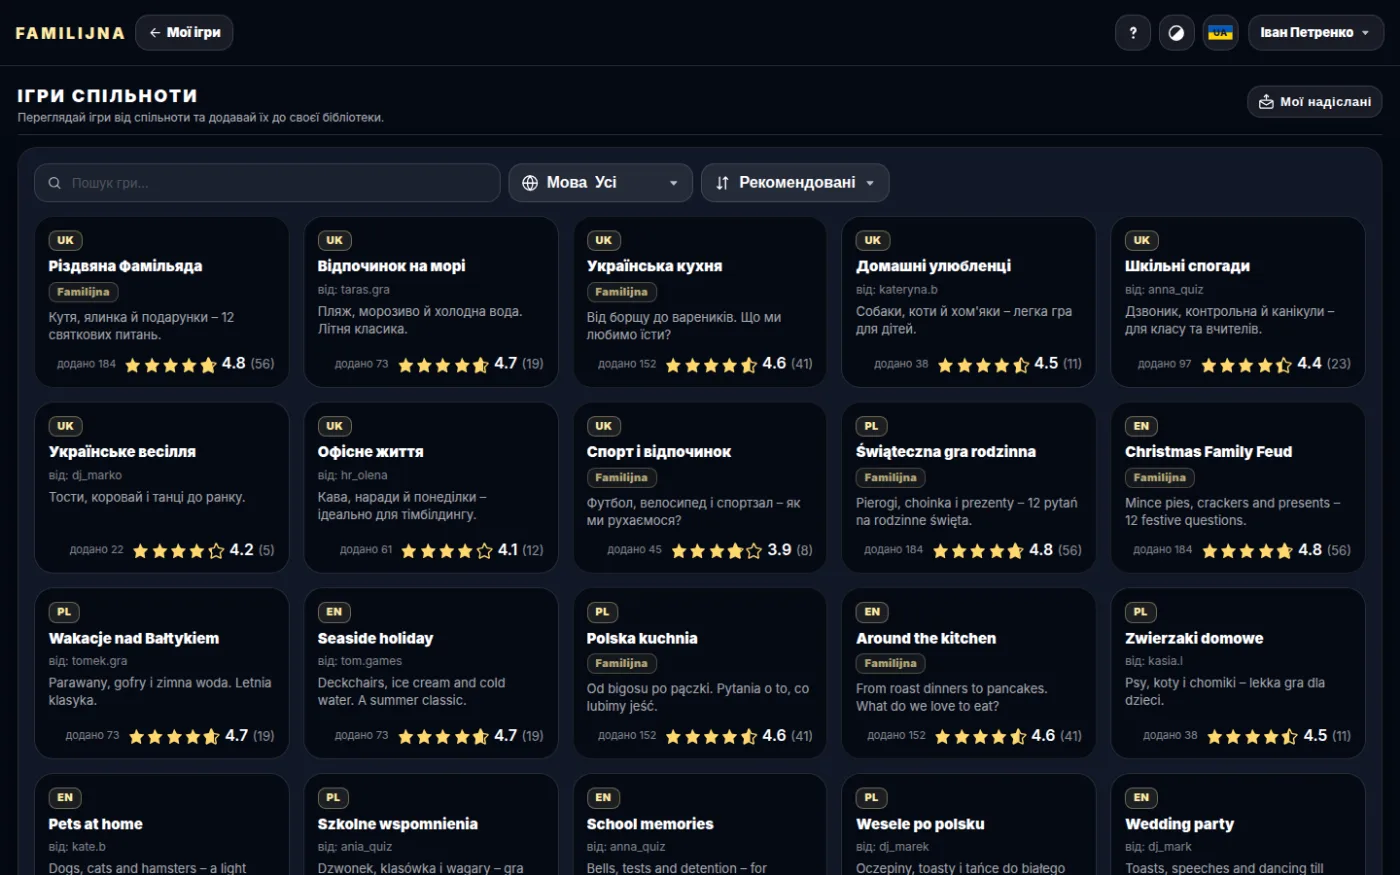 FAMILIJNA
← Мої ігри
?
UA
Іван Петренко
ІГРИ СПІЛЬНОТИ
Переглядай ігри від спільноти та додавай їх до своєї бібліотеки.
Мої надіслані
Пошук гри...
Мова Усі
Рекомендовані
UK
Різдвяна Фамільяда
Familijna
Кутя, ялинка й подарунки – 12
святкових питань.
додано 184 4.8 (56)
UK
Відпочинок на морі
від: taras.gra
Пляж, морозиво й холодна вода.
Літня класика.
додано 73 4.7 (19)
UK
Українська кухня
Familijna
Від борщу до вареників. Що ми
любимо їсти?
додано 152 4.6 (41)
UK
Домашні улюбленці
від: kateryna.b
Собаки, коти й хом'яки – легка гра
для дітей.
додано 38 4.5 (11)
UK
Шкільні спогади
від: anna_quiz
Дзвоник, контрольна й канікули –
для класу та вчителів.
додано 97 4.4 (23)
UK
Українське весілля
від: dj_marko
Тости, коровай і танці до ранку.
додано 22 4.2 (5)
UK
Офісне життя
від: hr_olena
Кава, наради й понеділки –
ідеально для тімбілдингу.
додано 61 4.1 (12)
UK
Спорт і відпочинок
Familijna
Футбол, велосипед і спортзал – як
ми рухаємося?
додано 45 3.9 (8)
PL
Świąteczna gra rodzinna
Familijna
Pierogi, choinka i prezenty – 12 pytań
na rodzinne święta.
додано 184 4.8 (56)
EN
Christmas Family Feud
Familijna
Mince pies, crackers and presents –
12 festive questions.
додано 184 4.8 (56)
PL
Wakacje nad Bałtykiem
від: tomek.gra
Parawany, gofry i zimna woda. Letnia
klasyka.
додано 73 4.7 (19)
EN
Seaside holiday
від: tom.games
Deckchairs, ice cream and cold
water. A summer classic.
додано 73 4.7 (19)
PL
Polska kuchnia
Familijna
Od bigosu po pączki. Pytania o to, co
lubimy jeść.
додано 152 4.6 (41)
EN
Around the kitchen
Familijna
From roast dinners to pancakes.
What do we love to eat?
додано 152 4.6 (41)
PL
Zwierzaki domowe
від: kasia.l
Psy, koty i chomiki – lekka gra dla
dzieci.
додано 38 4.5 (11)
EN
Pets at home
від: kate.b
Dogs, cats and hamsters – a light
PL
Szkolne wspomnienia
від: ania_quiz
Dzwonek, klasówka i wagary – gra
EN
School memories
від: anna_quiz
Bells, tests and detention – for
PL
Wesele po polsku
від: dj_marek
Oczepiny, toasty i tańce do białego
EN
Wedding party
від: dj_mark
Toasts, speeches and dancing till